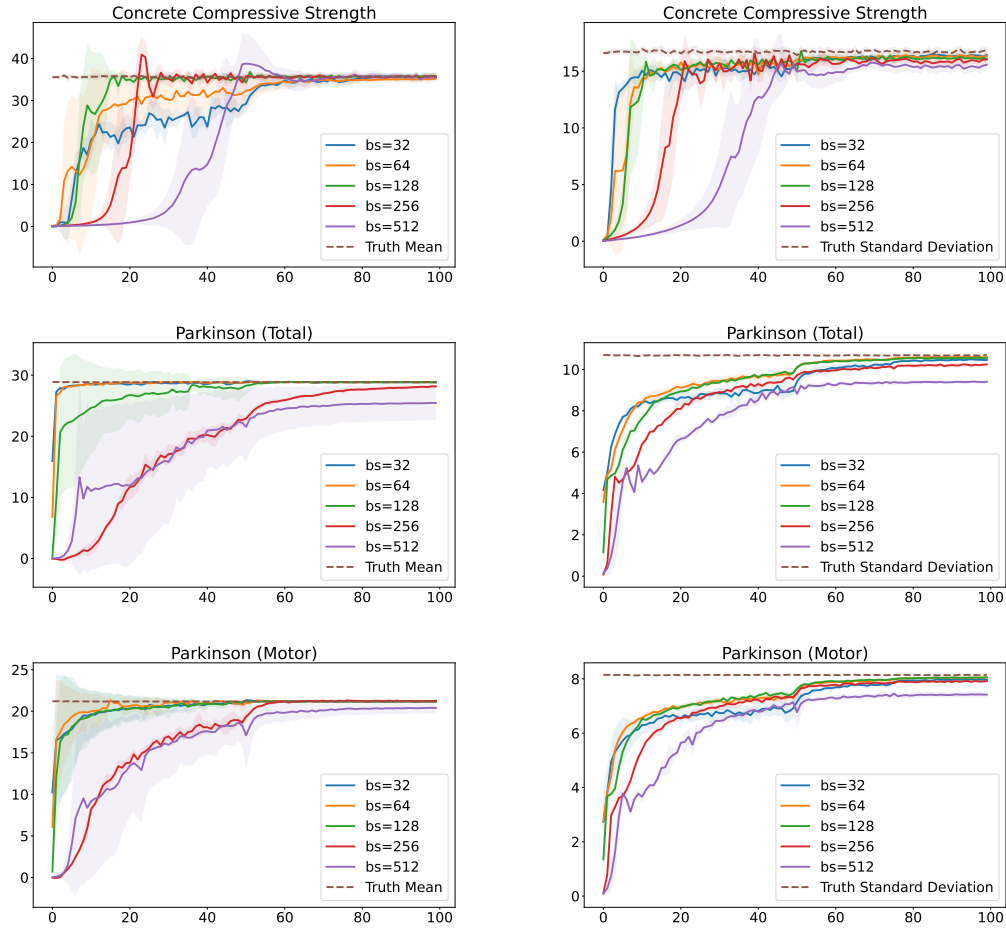 Concrete Compressive Strength
40
30
20
10
0
bs=32
bs=64
bs=128
bs=256
bs=512
Truth Mean
0 20 40 60 80 100
Concrete Compressive Strength
15
10
5
0
bs=32
bs=64
bs=128
bs=256
bs=512
Truth Standard Deviation
0 20 40 60 80 100
Parkinson (Total)
30
20
10
0
bs=32
bs=64
bs=128
bs=256
bs=512
Truth Mean
0 20 40 60 80 100
Parkinson (Total)
10
8
6
4
2
0
bs=32
bs=64
bs=128
bs=256
bs=512
Truth Standard Deviation
0 20 40 60 80 100
Parkinson (Motor)
25
20
15
10
5
0
bs=32
bs=64
bs=128
bs=256
bs=512
Truth Mean
0 20 40 60 80 100
Parkinson (Motor)
8
6
4
2
0
bs=32
bs=64
bs=128
bs=256
bs=512
Truth Standard Deviation
0 20 40 60 80 100